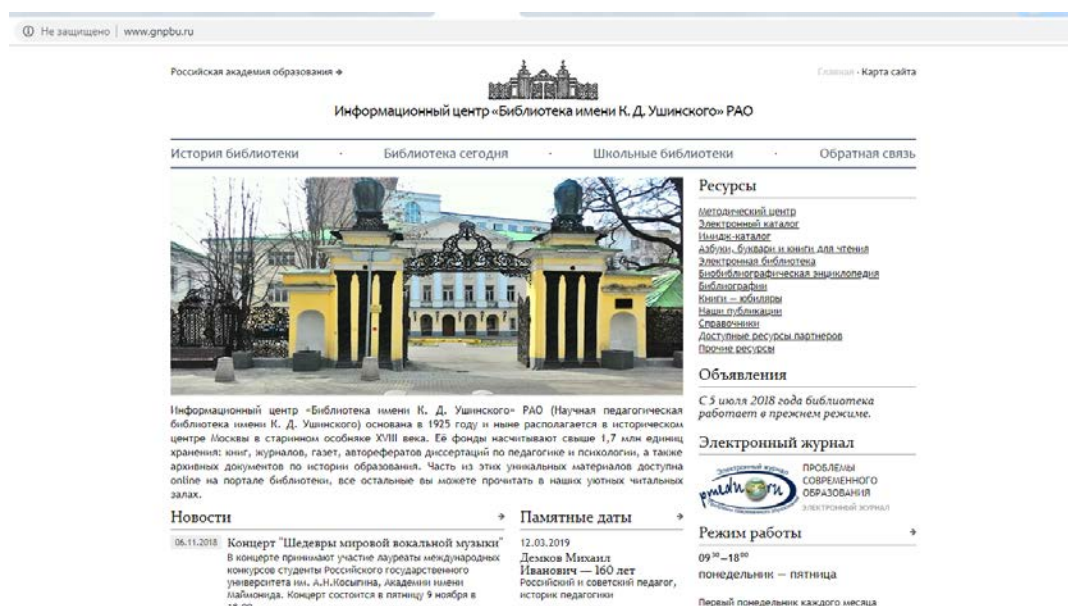 Не защищено | www.gnpbu.ru
Российская академия образования →
Главная · Карта сайта
Информационный центр «Библиотека имени К. Д. Ушинского» РАО
История библиотеки · Библиотека сегодня · Школьные библиотеки · Обратная связь
Ресурсы
Методический центр
Электронный каталог
Имидж-каталог
Азбуки, буквари и книги для чтения
Электронная библиотека
Биобиблиографическая энциклопедия
Библиографии
Книги — юбиляры
Наши публикации
Справочники
Доступные ресурсы партнеров
Прочие ресурсы
Объявления
С 5 июля 2018 года библиотека
работает в прежнем режиме.
Информационный центр «Библиотека имени К. Д. Ушинского» РАО (Научная педагогическая
библиотека имени К. Д. Ушинского) основана в 1925 году и ныне располагается в историческом
центре Москвы в старинном особняке XVIII века. Её фонды насчитывают свыше 1,7 млн единиц
хранения: книг, журналов, газет, авторефератов диссертаций по педагогике и психологии, а также
архивных документов по истории образования. Часть из этих уникальных материалов доступна
online на портале библиотеки, все остальные вы можете прочитать в наших уютных читальных
залах.
Электронный журнал
Электронный журнал
pmedu.ru
ПРОБЛЕМЫ
СОВРЕМЕННОГО
ОБРАЗОВАНИЯ
ЭЛЕКТРОННЫЙ ЖУРНАЛ
Новости →
06.11.2018 Концерт "Шедевры мировой вокальной музыки"
В концерте принимают участие лауреаты международных
конкурсов студенты Российского государственного
университета им. А.Н.Косыгина, Академии имени
Маймонида. Концерт состоится в пятницу 9 ноября в
Памятные даты →
12.03.2019
Демков Михаил
Иванович — 160 лет
Российский и советский педагог,
историк педагогики
Режим работы →
09³⁰—18⁰⁰
понедельник — пятница
Первый понедельник каждого месяца